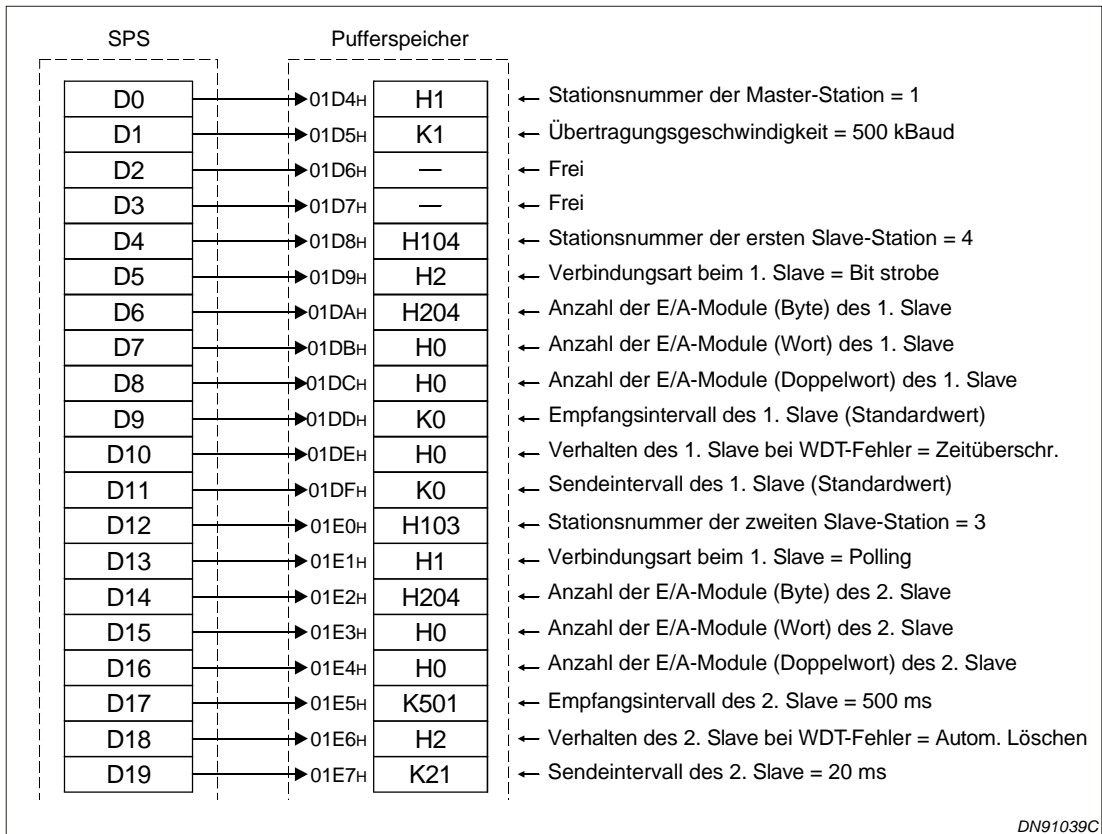 SPS Pufferspeicher
D0 01D4H H1 ← Stationsnummer der Master-Station = 1
D1 01D5H K1 ← Übertragungsgeschwindigkeit = 500 kBaud
D2 01D6H — ← Frei
D3 01D7H — ← Frei
D4 01D8H H104 ← Stationsnummer der ersten Slave-Station = 4
D5 01D9H H2 ← Verbindungsart beim 1. Slave = Bit strobe
D6 01DAH H204 ← Anzahl der E/A-Module (Byte) des 1. Slave
D7 01DBH H0 ← Anzahl der E/A-Module (Wort) des 1. Slave
D8 01DCH H0 ← Anzahl der E/A-Module (Doppelwort) des 1. Slave
D9 01DDH K0 ← Empfangsintervall des 1. Slave (Standardwert)
D10 01DEH H0 ← Verhalten des 1. Slave bei WDT-Fehler = Zeitüberschr.
D11 01DFH K0 ← Sendeintervall des 1. Slave (Standardwert)
D12 01E0H H103 ← Stationsnummer der zweiten Slave-Station = 3
D13 01E1H H1 ← Verbindungsart beim 1. Slave = Polling
D14 01E2H H204 ← Anzahl der E/A-Module (Byte) des 2. Slave
D15 01E3H H0 ← Anzahl der E/A-Module (Wort) des 2. Slave
D16 01E4H H0 ← Anzahl der E/A-Module (Doppelwort) des 2. Slave
D17 01E5H K501 ← Empfangsintervall des 2. Slave = 500 ms
D18 01E6H H2 ← Verhalten des 2. Slave bei WDT-Fehler = Autom. Löschen
D19 01E7H K21 ← Sendeintervall des 2. Slave = 20 ms
DN91039C